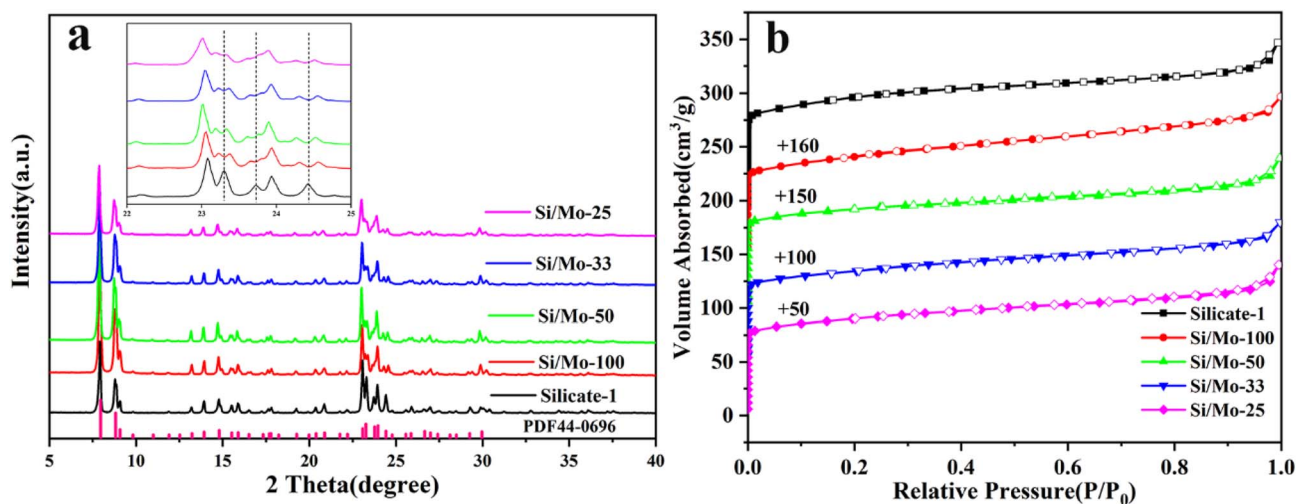 a
22 23 24 25
Intensity(a.u.)
Si/Mo-25
Si/Mo-33
Si/Mo-50
Si/Mo-100
Silicate-1
PDF44-0696
5 10 15 20 25 30 35 40
2 Theta(degree)
b
Volume Absorbed(cm³/g)
350
300
250
200
150
100
50
0
+160
+150
+100
+50
Silicate-1
Si/Mo-100
Si/Mo-50
Si/Mo-33
Si/Mo-25
0.0 0.2 0.4 0.6 0.8 1.0
Relative Pressure(P/P₀)